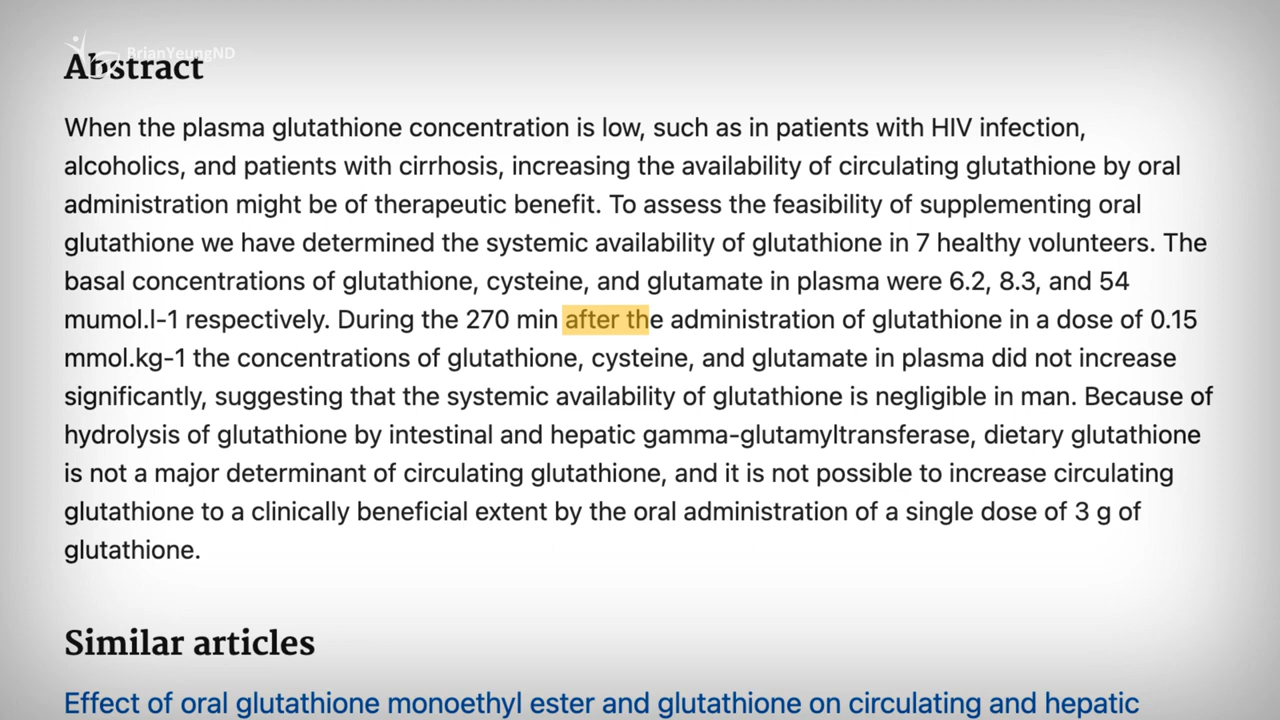 BrianYeungND
Abstract
When the plasma glutathione concentration is low, such as in patients with HIV infection,
alcoholics, and patients with cirrhosis, increasing the availability of circulating glutathione by oral
administration might be of therapeutic benefit. To assess the feasibility of supplementing oral
glutathione we have determined the systemic availability of glutathione in 7 healthy volunteers. The
basal concentrations of glutathione, cysteine, and glutamate in plasma were 6.2, 8.3, and 54
mumol.l-1 respectively. During the 270 min after the administration of glutathione in a dose of 0.15
mmol.kg-1 the concentrations of glutathione, cysteine, and glutamate in plasma did not increase
significantly, suggesting that the systemic availability of glutathione is negligible in man. Because of
hydrolysis of glutathione by intestinal and hepatic gamma-glutamyltransferase, dietary glutathione
is not a major determinant of circulating glutathione, and it is not possible to increase circulating
glutathione to a clinically beneficial extent by the oral administration of a single dose of 3 g of
glutathione.
Similar articles
Effect of oral glutathione monoethyl ester and glutathione on circulating and hepatic